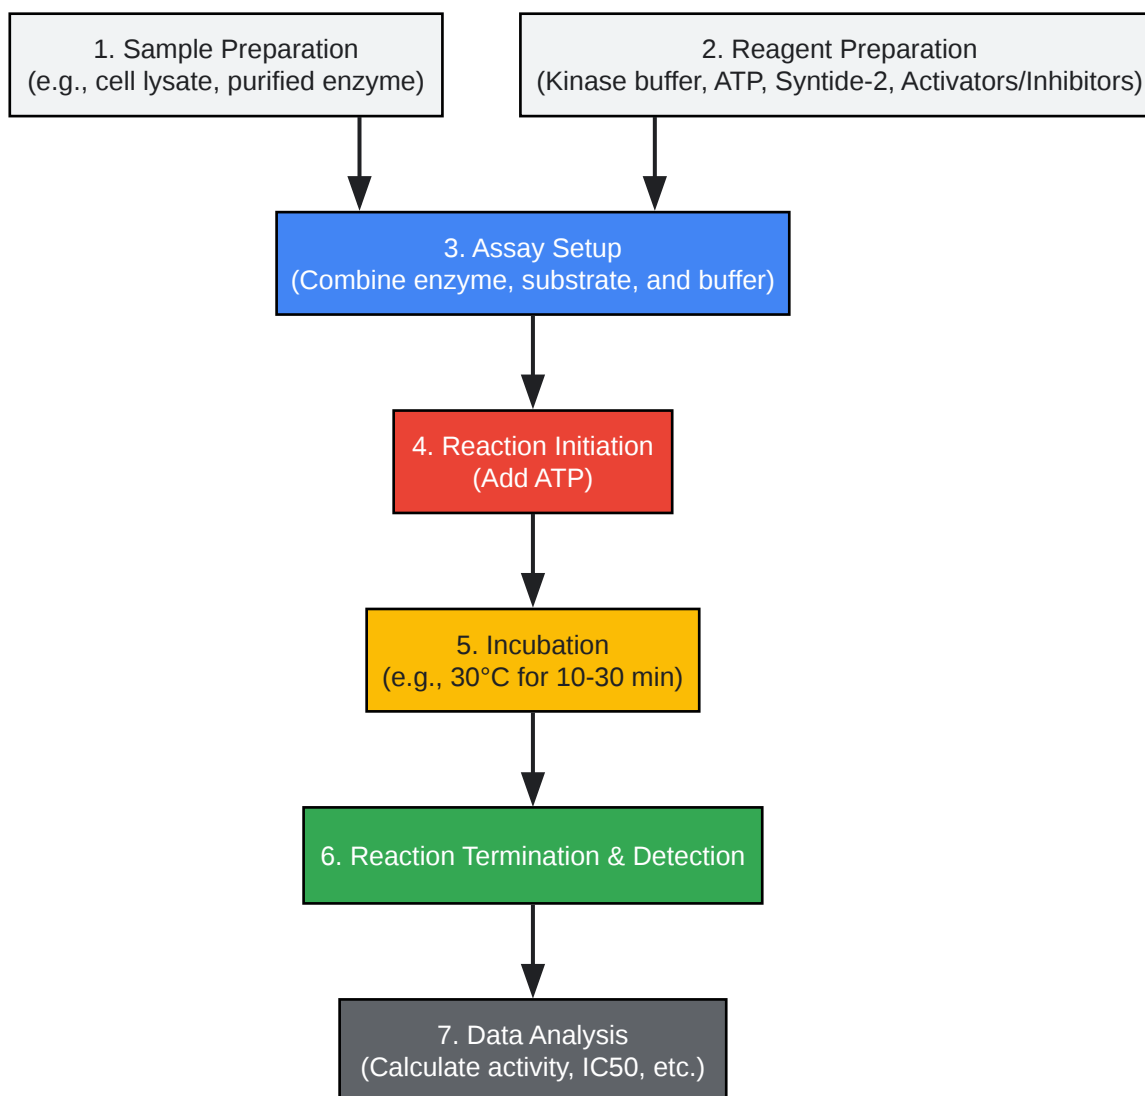 1. Sample Preparation
(e.g., cell lysate, purified enzyme)
2. Reagent Preparation
(Kinase buffer, ATP, Syntide-2, Activators/Inhibitors)
3. Assay Setup
(Combine enzyme, substrate, and buffer)
4. Reaction Initiation
(Add ATP)
5. Incubation
(e.g., 30°C for 10-30 min)
6. Reaction Termination & Detection
7. Data Analysis
(Calculate activity, IC50, etc.)